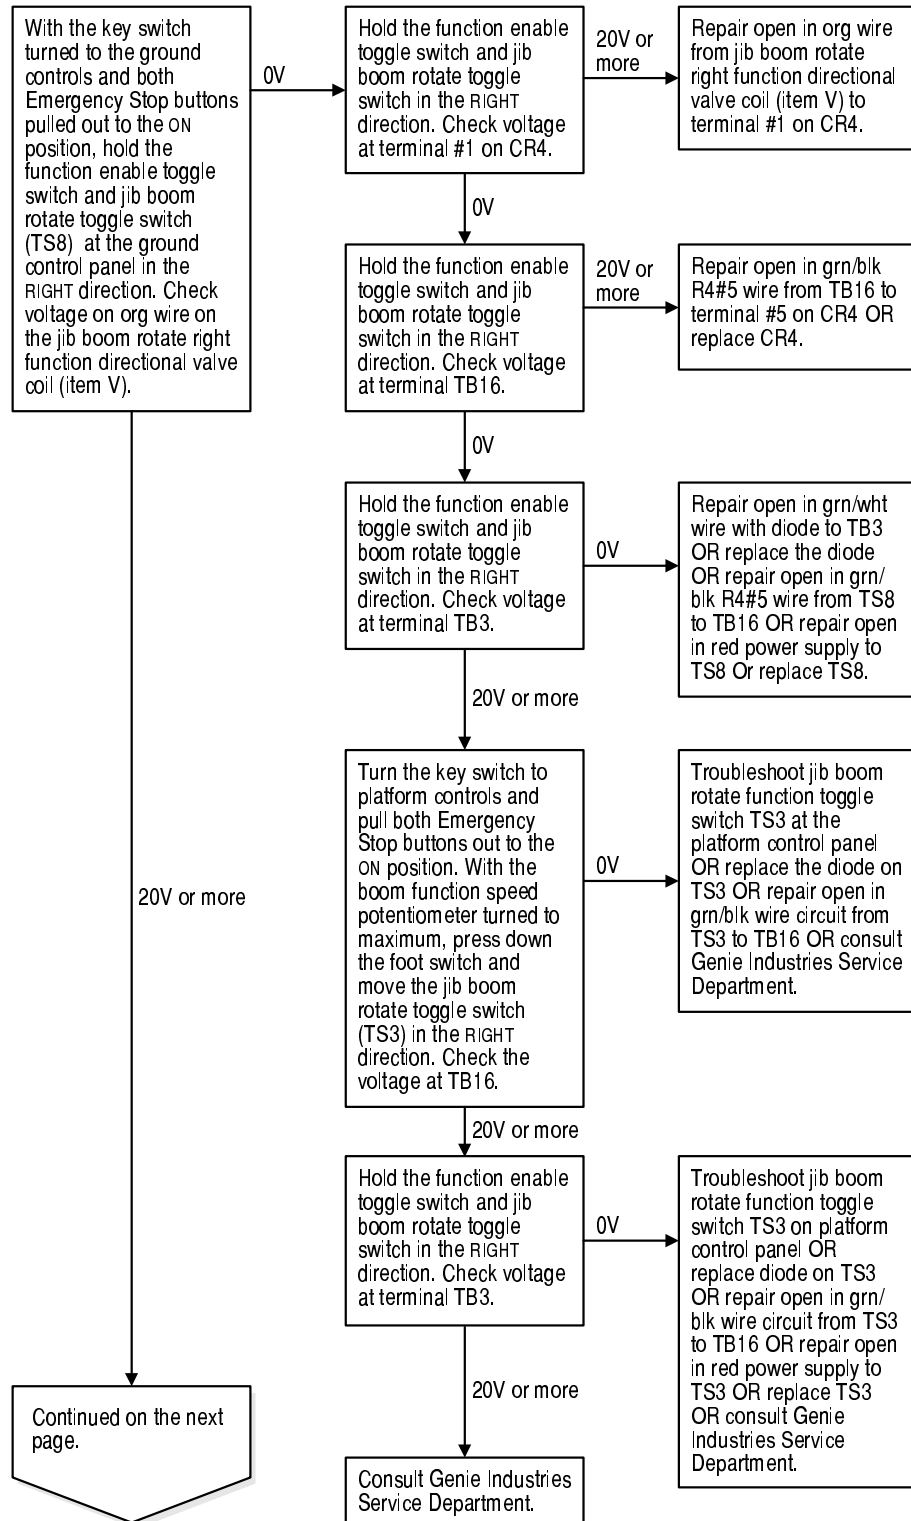 With the key switch
turned to the ground
controls and both
Emergency Stop buttons
pulled out to the ON
position, hold the
function enable toggle
switch and jib boom
rotate toggle switch
(TS8) at the ground
control panel in the
RIGHT direction. Check
voltage on org wire on
the jib boom rotate right
function directional valve
coil (item V).
0V
Hold the function enable
toggle switch and jib
boom rotate toggle
switch in the RIGHT
direction. Check voltage
at terminal #1 on CR4.
20V or
more
Repair open in org wire
from jib boom rotate
right function directional
valve coil (item V) to
terminal #1 on CR4.
0V
Hold the function enable
toggle switch and jib
boom rotate toggle
switch in the RIGHT
direction. Check voltage
at terminal TB16.
20V or
more
Repair open in grn/blk
R4#5 wire from TB16 to
terminal #5 on CR4 OR
replace CR4.
0V
Hold the function enable
toggle switch and jib
boom rotate toggle
switch in the RIGHT
direction. Check voltage
at terminal TB3.
0V
Repair open in grn/wht
wire with diode to TB3
OR replace the diode
OR repair open in grn/
blk R4#5 wire from TS8
to TB16 OR repair open
in red power supply to
TS8 Or replace TS8.
20V or more
Turn the key switch to
platform controls and
pull both Emergency
Stop buttons out to the
ON position. With the
boom function speed
potentiometer turned to
maximum, press down
the foot switch and
move the jib boom
rotate toggle switch
(TS3) in the RIGHT
direction. Check the
voltage at TB16.
0V
Troubleshoot jib boom
rotate function toggle
switch TS3 at the
platform control panel
OR replace the diode on
TS3 OR repair open in
grn/blk wire circuit from
TS3 to TB16 OR consult
Genie Industries Service
Department.
20V or more
20V or more
Hold the function enable
toggle switch and jib
boom rotate toggle
switch in the RIGHT
direction. Check voltage
at terminal TB3.
0V
Troubleshoot jib boom
rotate function toggle
switch TS3 on platform
control panel OR
replace diode on TS3
OR repair open in grn/
blk wire circuit from TS3
to TB16 OR repair open
in red power supply to
TS3 OR replace TS3
OR consult Genie
Industries Service
Department.
20V or more
Continued on the next
page.
Consult Genie Industries
Service Department.